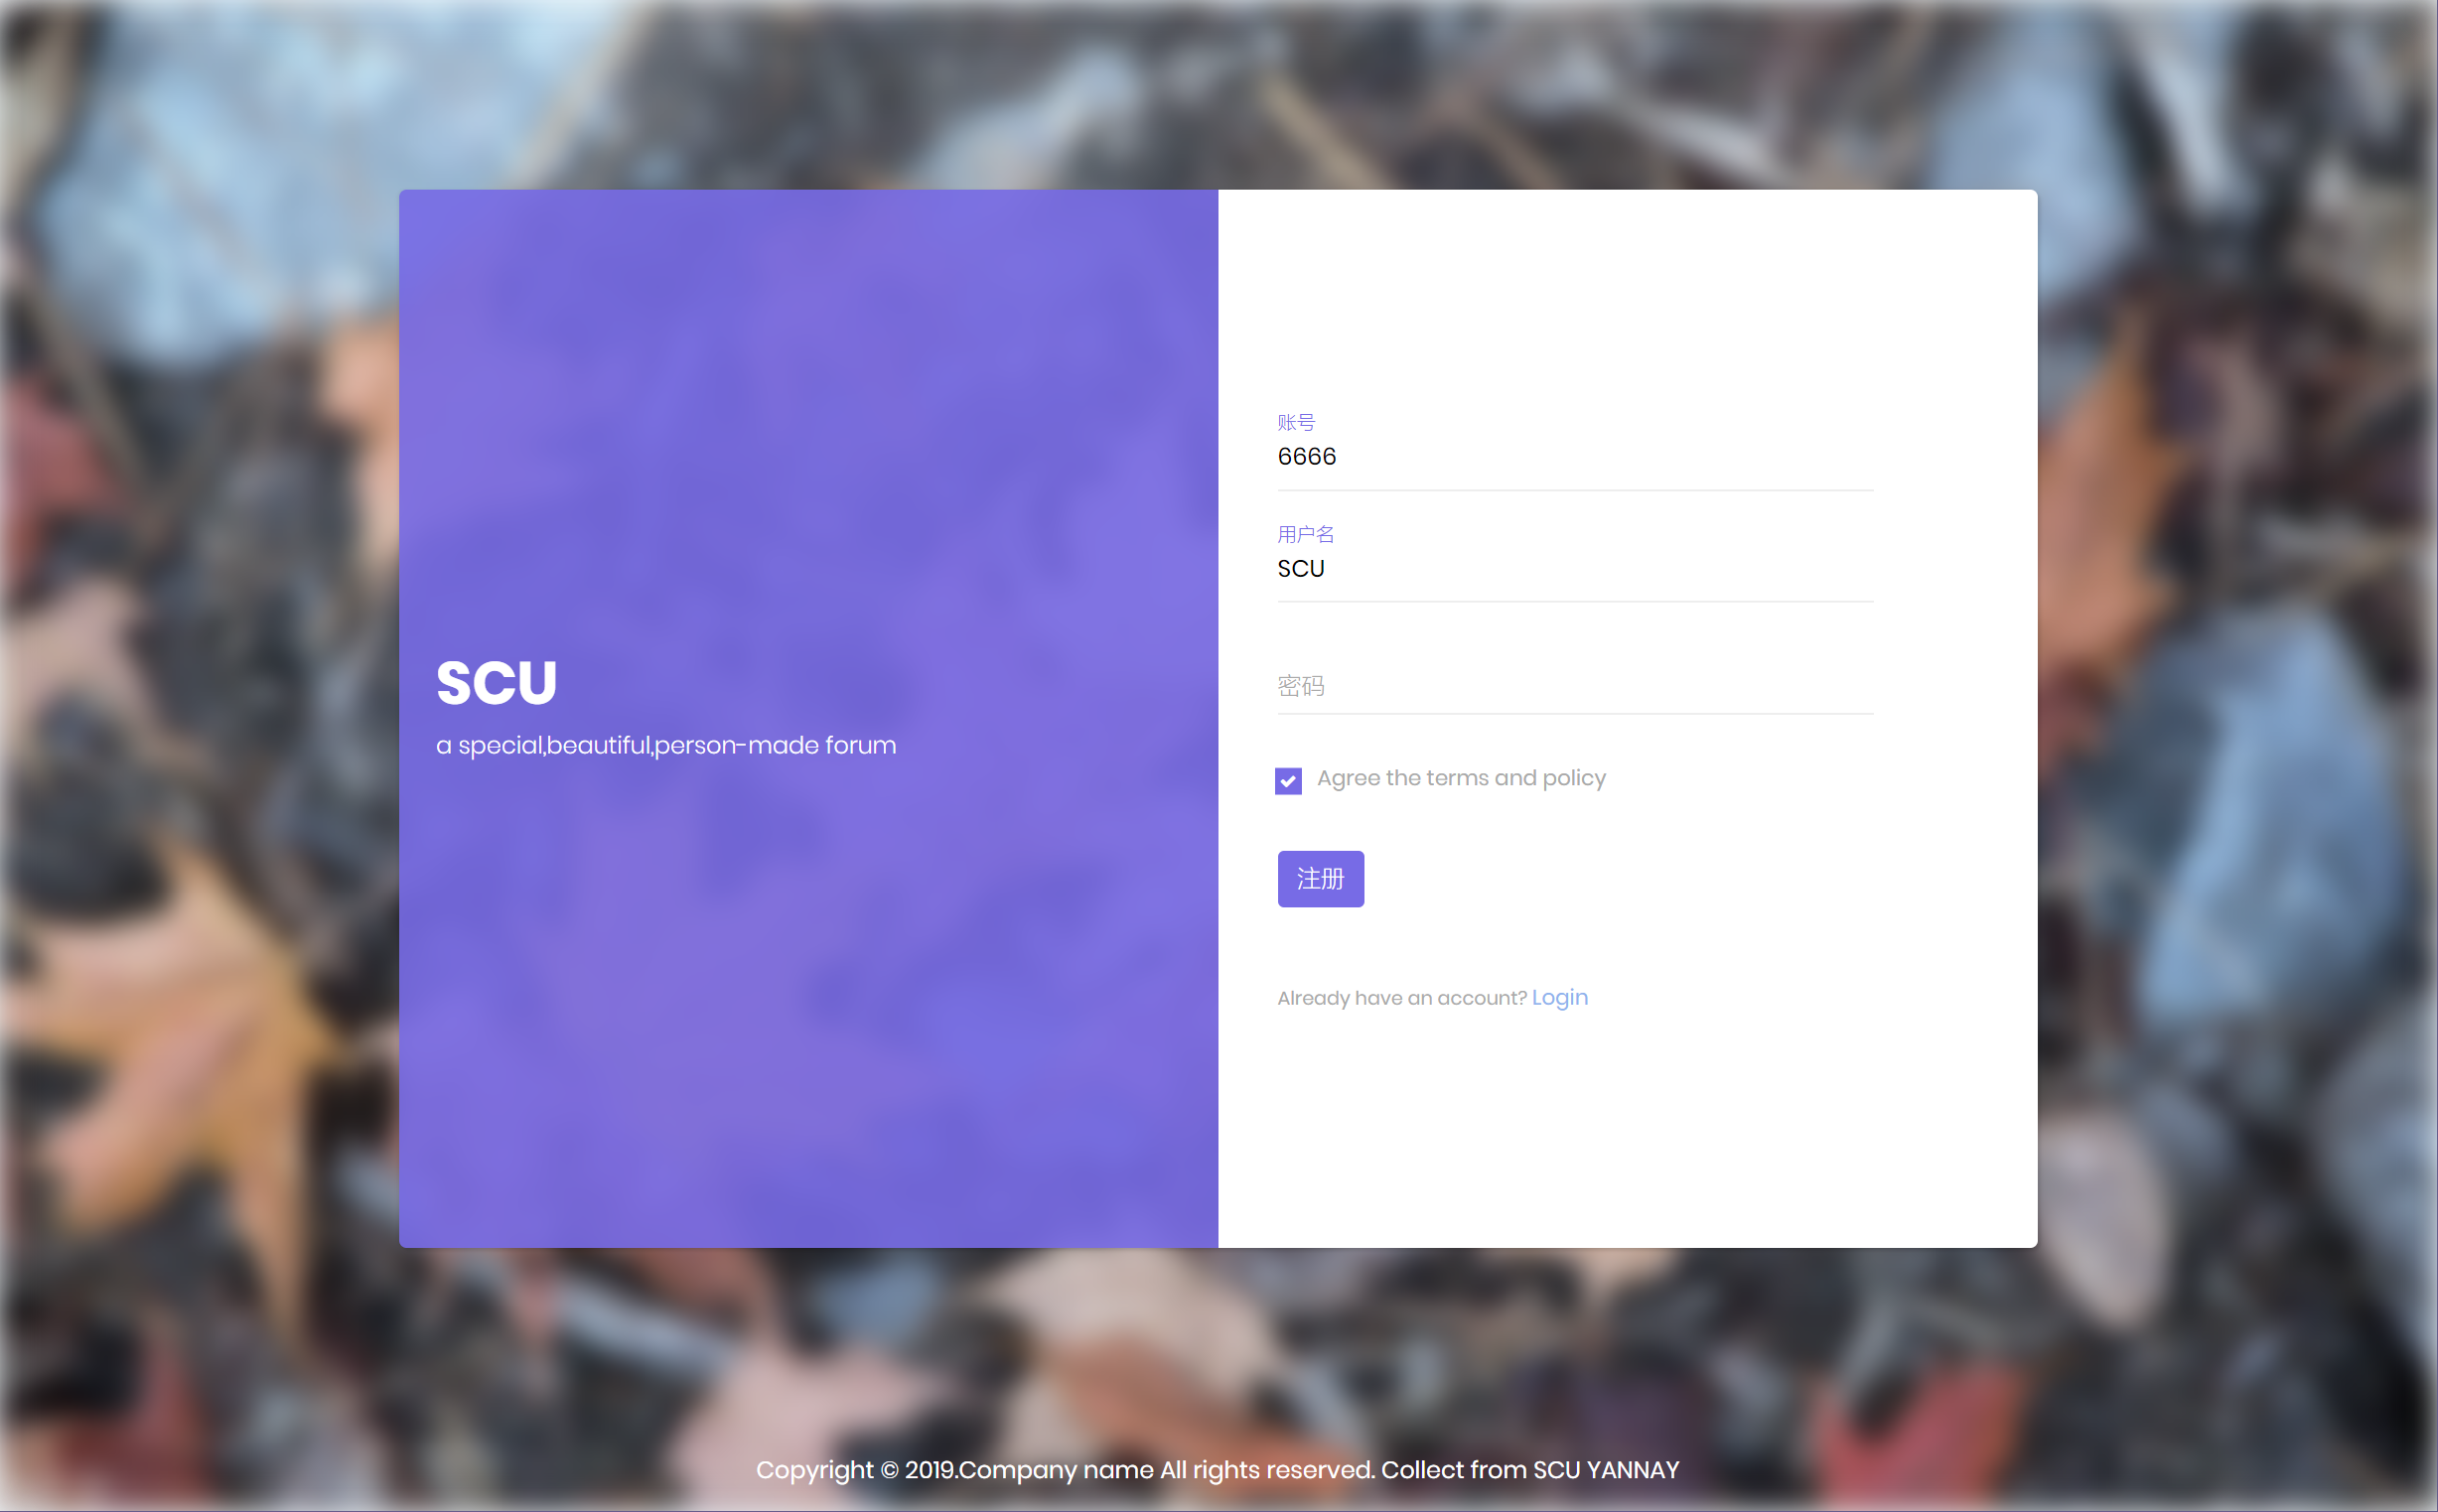 SCU
a special,beautiful,person-made forum
账号
6666
用户名
SCU
密码
Agree the terms and policy
注册
Already have an account? Login
Copyright © 2019.Company name All rights reserved. Collect from SCU YANNAY